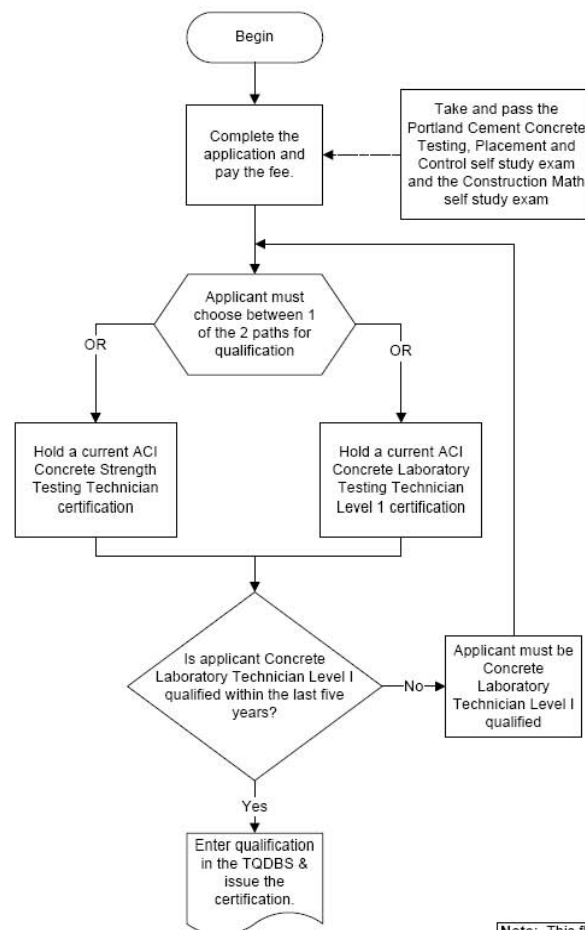 Begin
Complete the
application and
pay the fee.
Take and pass the
Portland Cement Concrete
Testing, Placement and
Control self study exam
and the Construction Math
self study exam
Applicant must
choose between 1
of the 2 paths for
qualification
OR
OR
Hold a current ACI
Concrete Strength
Testing Technician
certification
Hold a current ACI
Concrete Laboratory
Testing Technician
Level 1 certification
Is applicant Concrete
Laboratory Technician Level I
qualified within the last five
years?
No
Applicant must be
Concrete
Laboratory
Technician Level I
qualified
Yes
Enter qualification
in the TQDBS &
issue the
certification.
Note: This